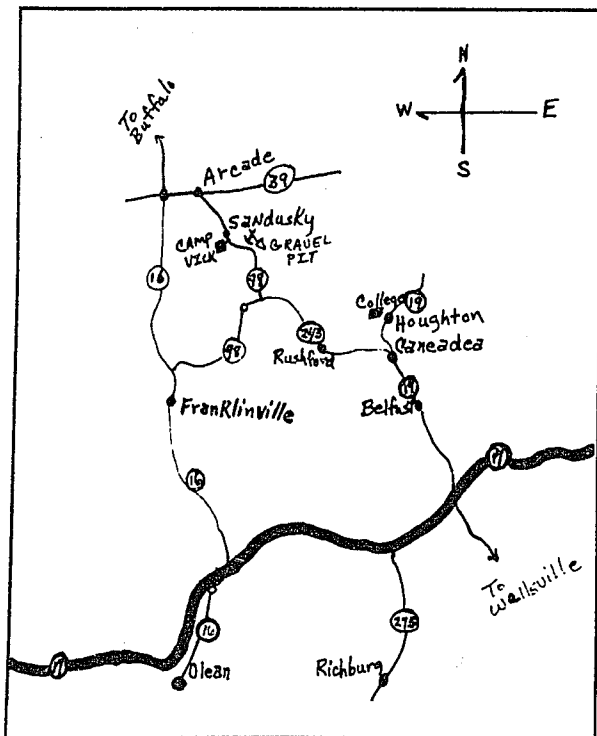 N
W
E
S
To
Buffalo
Arcade
39
Sandusky
CAMP
VICK
GRAVEL
PIT
16
98
College
19
Houghton
243
Caneadea
98
Rushford
19
Franklinville
Belfast
16
17
To
Wellsville
16
275
17
Olean
Richburg